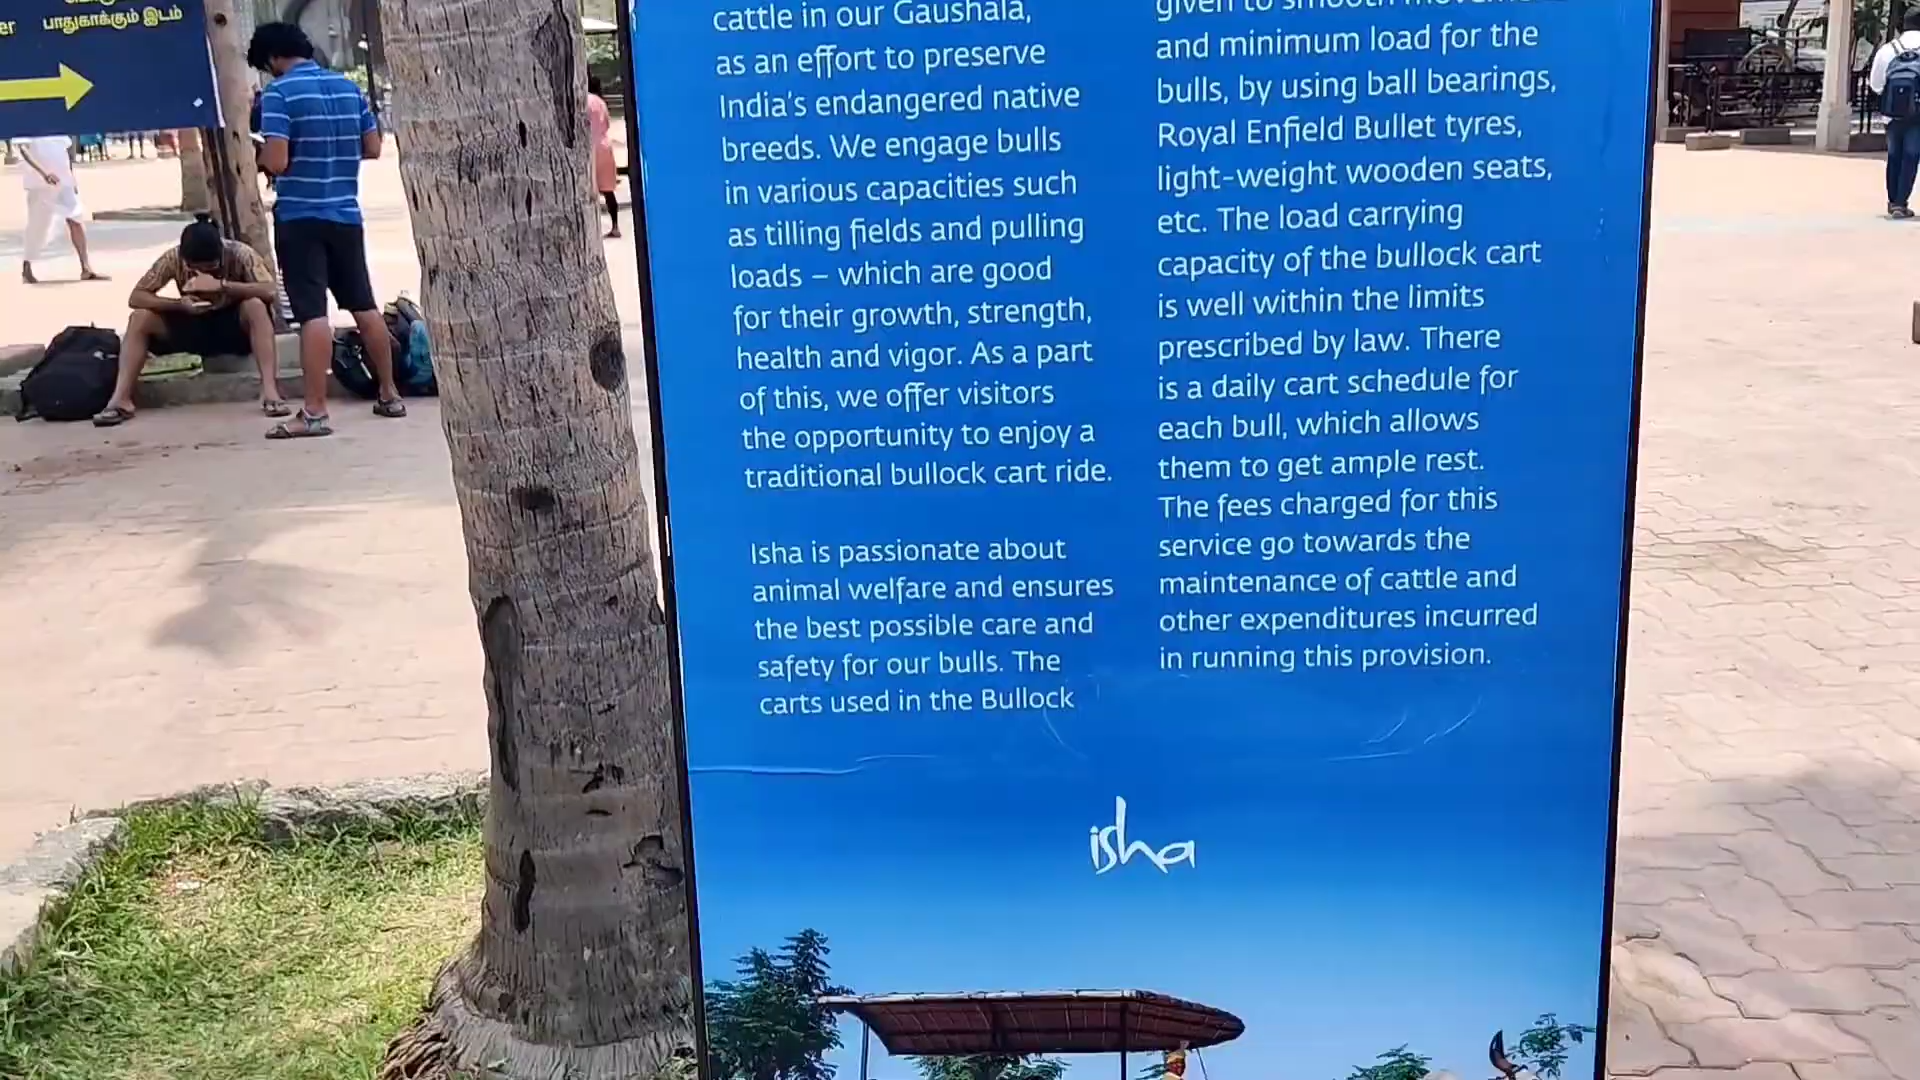 er
பாதுகாக்கும் இடம்
cattle in our Gaushala,
as an effort to preserve
India's endangered native
breeds. We engage bulls
in various capacities such
as tilling fields and pulling
loads – which are good
for their growth, strength,
health and vigor. As a part
of this, we offer visitors
the opportunity to enjoy a
traditional bullock cart ride.
Isha is passionate about
animal welfare and ensures
the best possible care and
safety for our bulls. The
carts used in the Bullock
given to smooth
and minimum load for the
bulls, by using ball bearings,
Royal Enfield Bullet tyres,
light-weight wooden seats,
etc. The load carrying
capacity of the bullock cart
is well within the limits
prescribed by law. There
is a daily cart schedule for
each bull, which allows
them to get ample rest.
The fees charged for this
service go towards the
maintenance of cattle and
other expenditures incurred
in running this provision.
isha